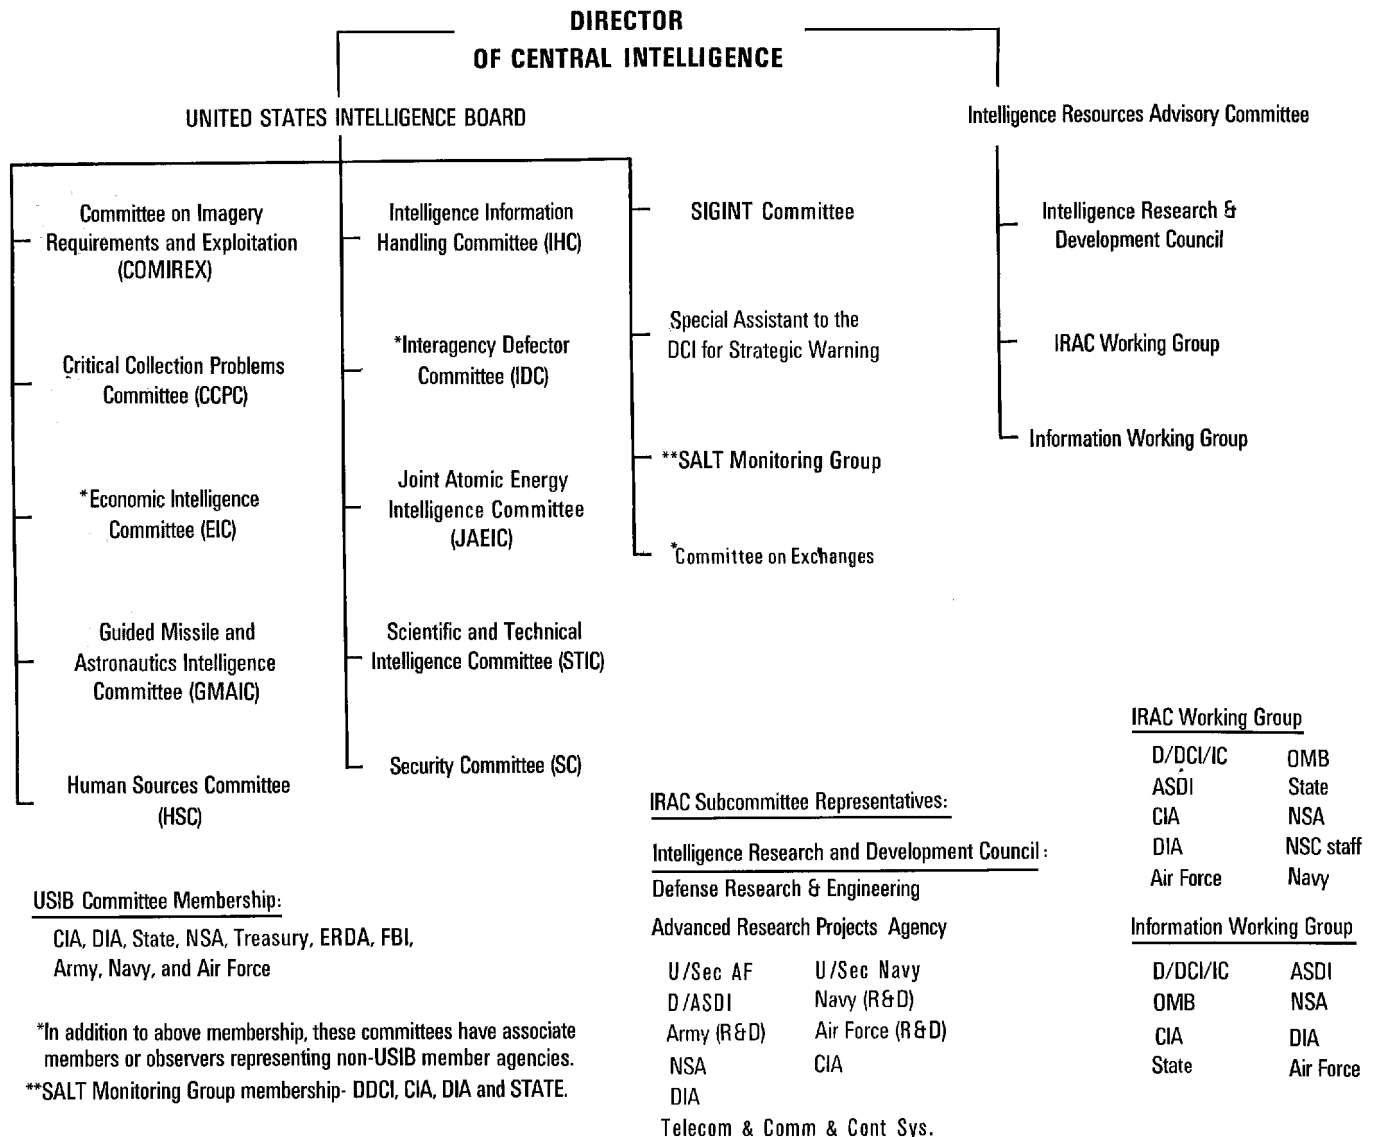 DIRECTOR
OF CENTRAL INTELLIGENCE
UNITED STATES INTELLIGENCE BOARD
Intelligence Resources Advisory Committee
Committee on Imagery
Requirements and Exploitation
(COMIREX)
Critical Collection Problems
Committee (CCPC)
*Economic Intelligence
Committee (EIC)
Guided Missile and
Astronautics Intelligence
Committee (GMAIC)
Human Sources Committee
(HSC)
Intelligence Information
Handling Committee (IHC)
*Interagency Defector
Committee (IDC)
Joint Atomic Energy
Intelligence Committee
(JAEIC)
Scientific and Technical
Intelligence Committee (STIC)
Security Committee (SC)
SIGINT Committee
Special Assistant to the
DCI for Strategic Warning
**SALT Monitoring Group
*Committee on Exchanges
Intelligence Research &
Development Council
IRAC Working Group
Information Working Group
USIB Committee Membership:
CIA, DIA, State, NSA, Treasury, ERDA, FBI,
Army, Navy, and Air Force
*In addition to above membership, these committees have associate
members or observers representing non-USIB member agencies.
**SALT Monitoring Group membership- DDCI, CIA, DIA and STATE.
IRAC Subcommittee Representatives:
Intelligence Research and Development Council:
Defense Research & Engineering
Advanced Research Projects Agency
U/Sec AF U/Sec Navy
D/ASDI Navy (R&D)
Army (R&D) Air Force (R&D)
NSA CIA
DIA
Telecom & Comm & Cont Sys.
IRAC Working Group
D/DCI/IC OMB
ASDI State
CIA NSA
DIA NSC staff
Air Force Navy
Information Working Group
D/DCI/IC ASDI
OMB NSA
CIA DIA
State Air Force